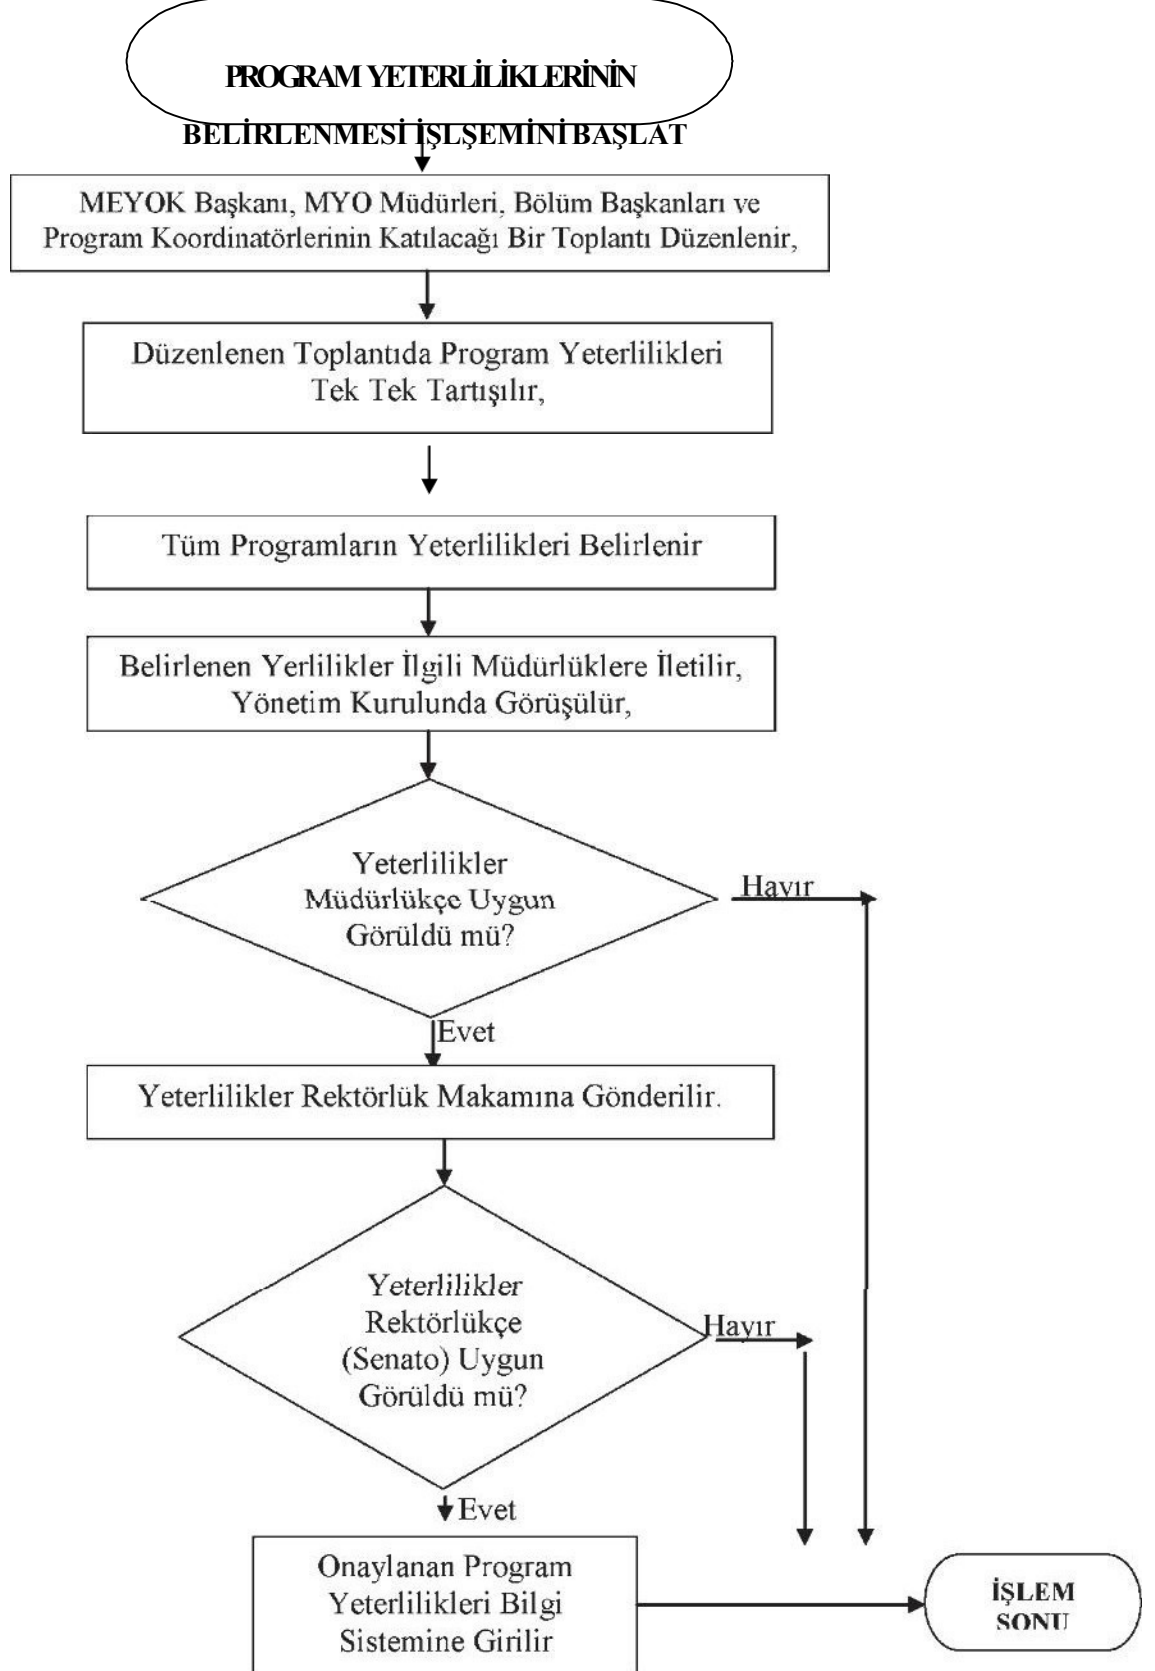 PROGRAM YETERLİLİKLERİNİN
BELİRLENMESİ İŞLŞEMİNİ BAŞLAT
MEYOK Başkanı, MYO Müdürleri, Bölüm Başkanları ve
Program Koordinatörlerinin Katılacağı Bir Toplantı Düzenlenir,
Düzenlenen Toplantıda Program Yeterlilikleri
Tek Tek Tartışılır,
Tüm Programların Yeterlilikleri Belirlenir
Belirlenen Yerlilikler İlgili Müdürlüklere İletilir,
Yönetim Kurulunda Görüşülür,
Yeterlilikler
Müdürlükçe Uygun
Görüldü mü?
Hayır
Evet
Yeterlilikler Rektörlük Makamına Gönderilir.
Yeterlilikler
Rektörlükçe
(Senato) Uygun
Görüldü mü?
Hayır
Evet
Onaylanan Program
Yeterlilikleri Bilgi
Sistemine Girilir
İŞLEM
SONU